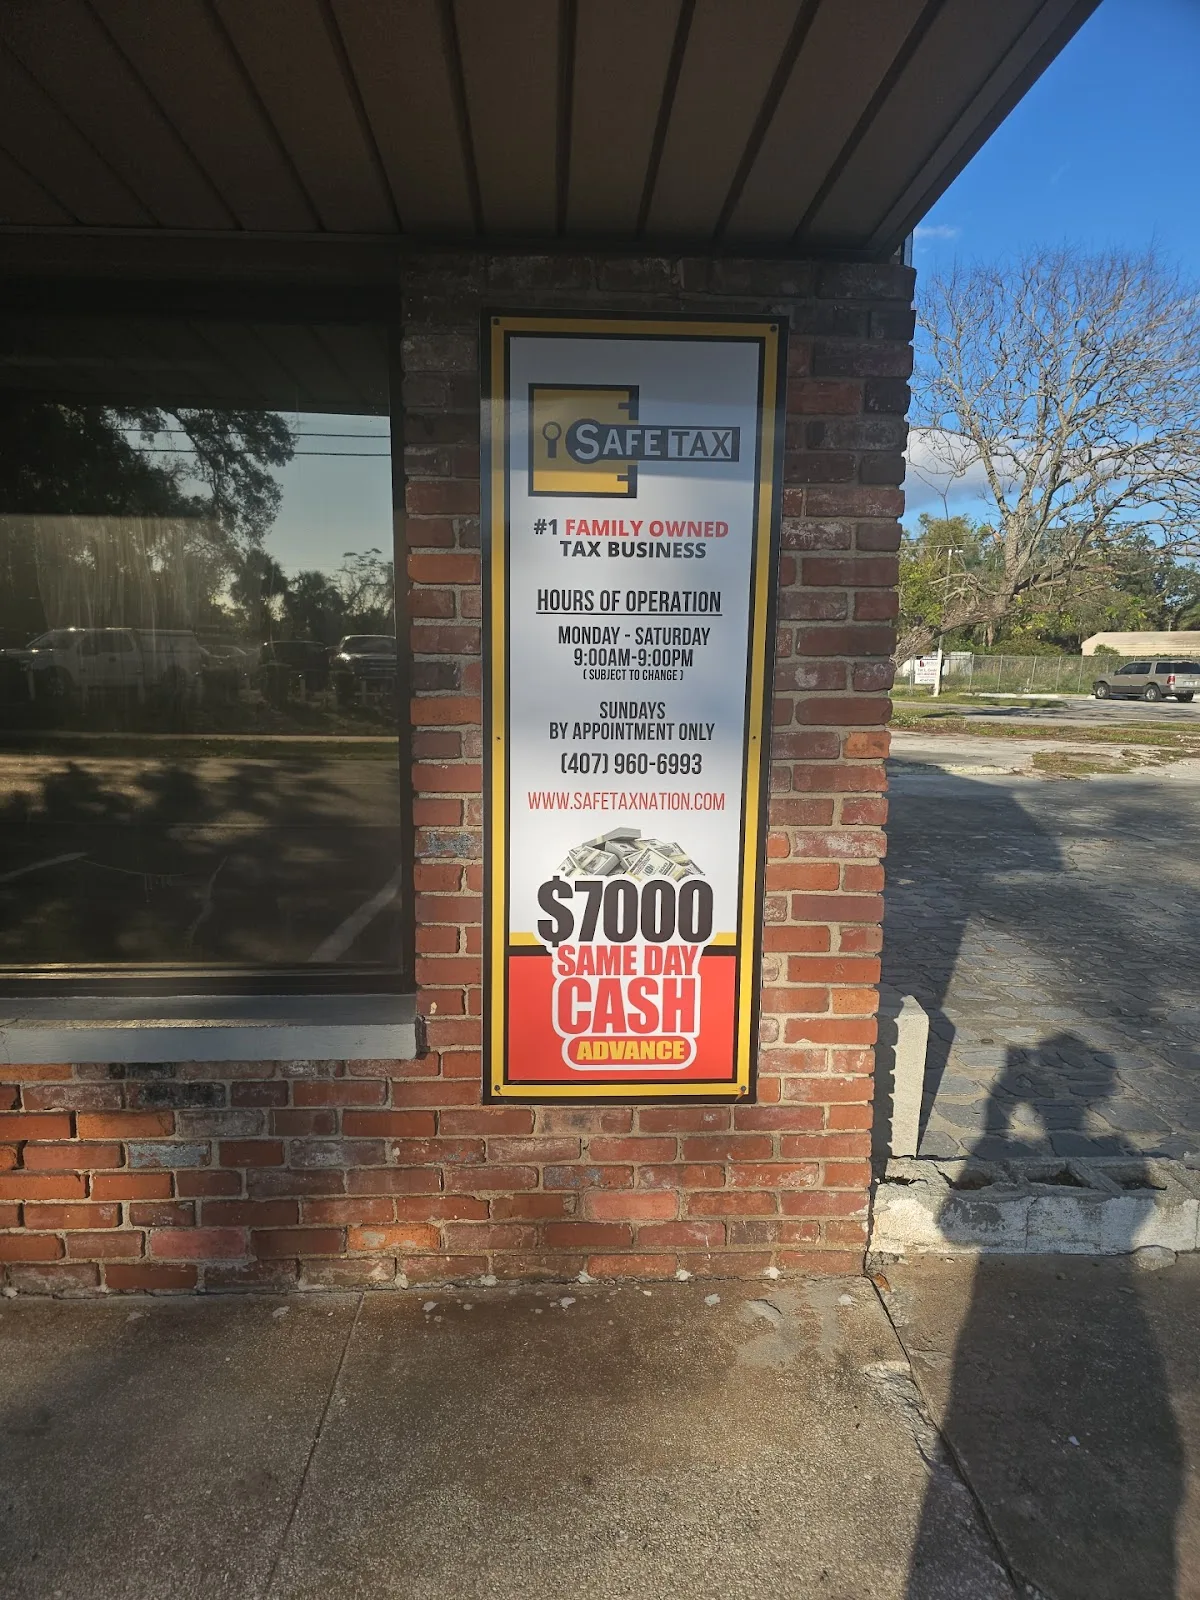 SAFE TAX
#1 FAMILY OWNED
TAX BUSINESS
HOURS OF OPERATION
MONDAY - SATURDAY
9:00AM-9:00PM
( SUBJECT TO CHANGE )
SUNDAYS
BY APPOINTMENT ONLY
(407) 960-6993
WWW.SAFETAXNATION.COM
$7000
SAME DAY
CASH
ADVANCE